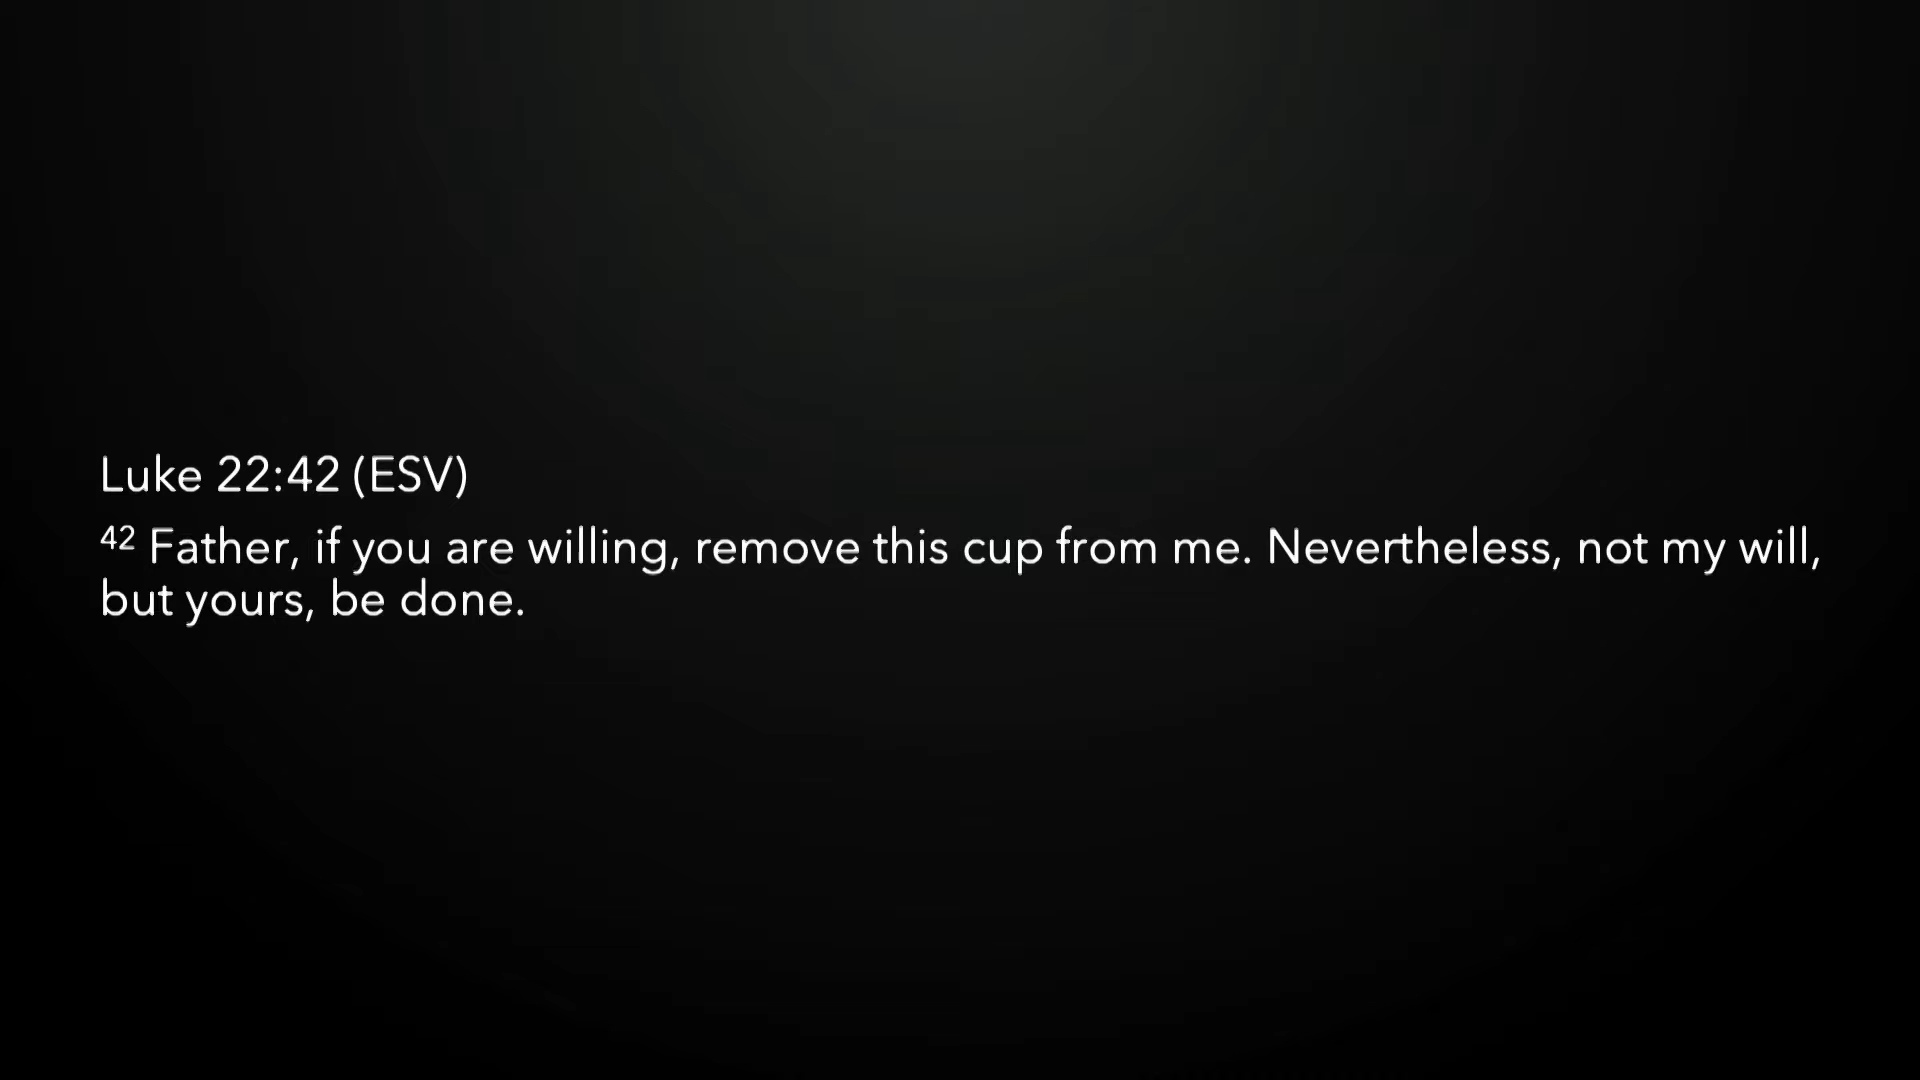 Luke 22:42 (ESV)
42 Father, if you are willing, remove this cup from me. Nevertheless, not my will,
but yours, be done.